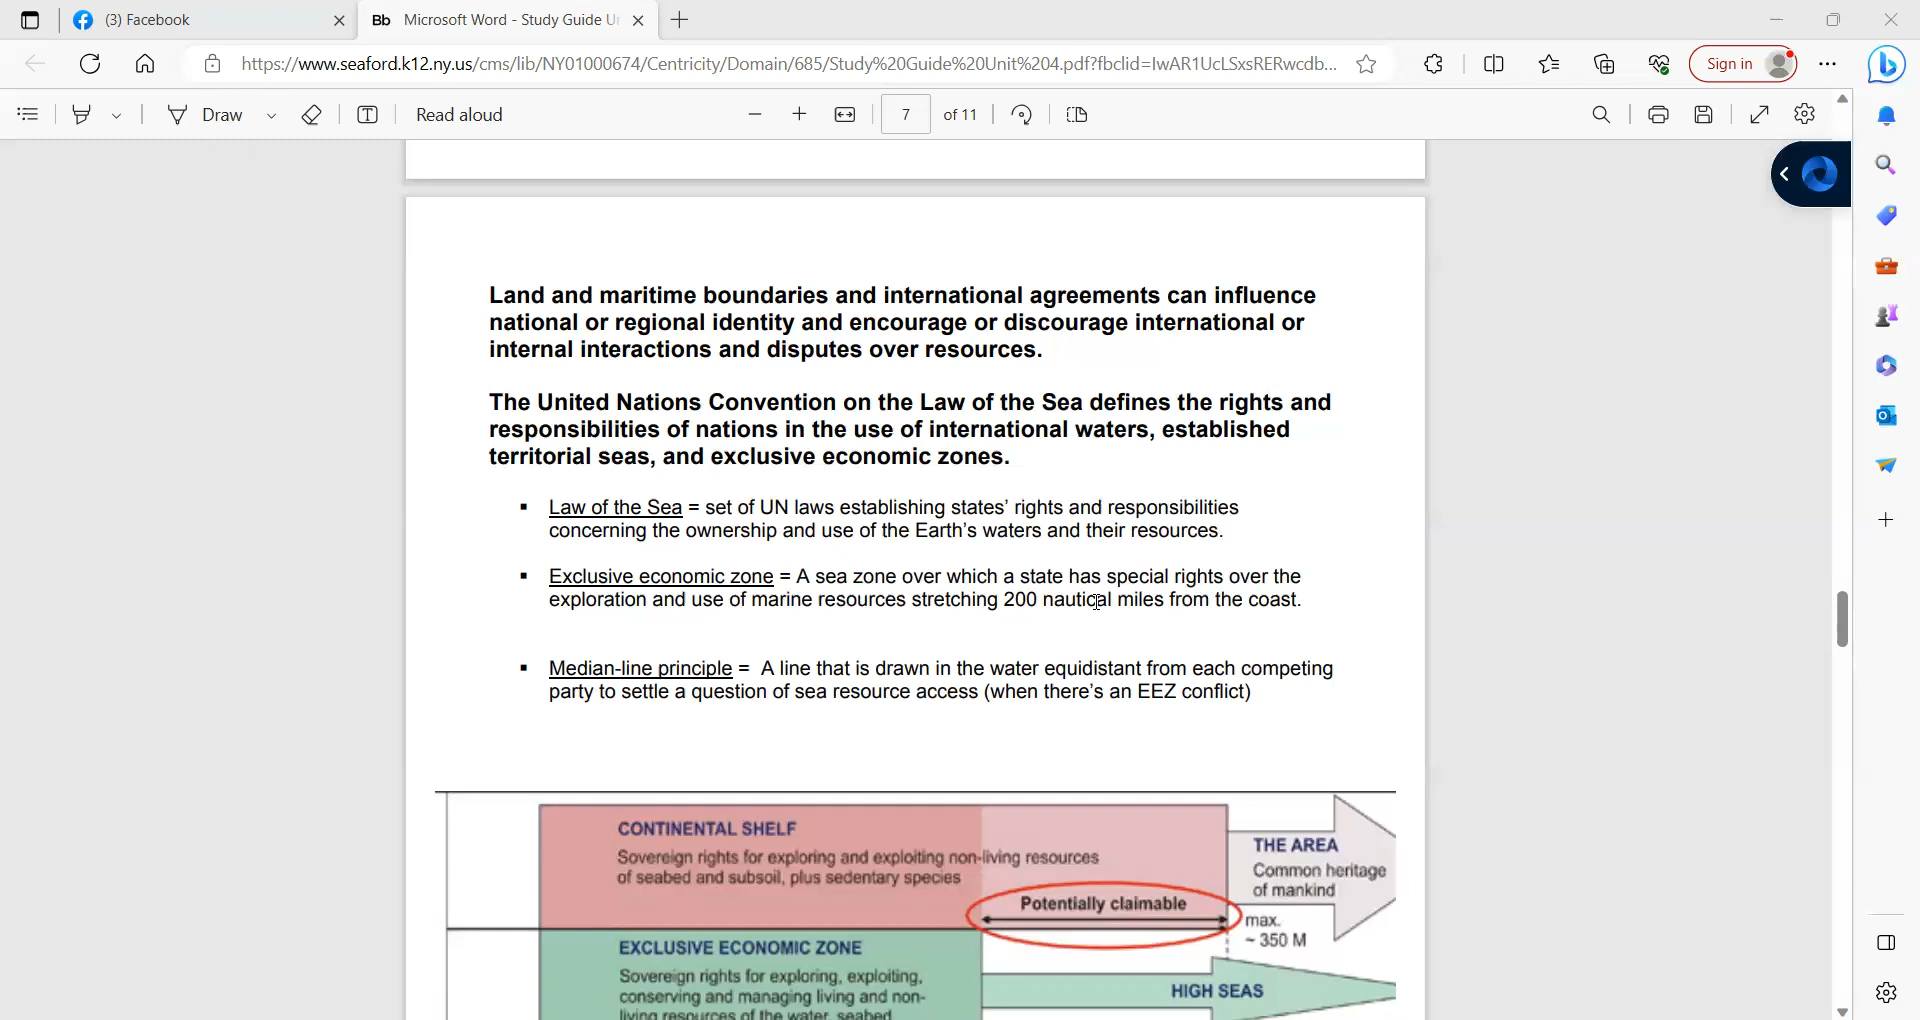 (3) Facebook
Bb Microsoft Word - Study Guide U
https://www.seaford.k12.ny.us/cms/lib/NY01000674/Centricity/Domain/685/Study%20Guide%20Unit%204.pdf?fbclid=IwAR1UcLSxsRERwcdb...
Sign in
Draw
Read aloud
7 of 11
Land and maritime boundaries and international agreements can influence
national or regional identity and encourage or discourage international or
internal interactions and disputes over resources.
The United Nations Convention on the Law of the Sea defines the rights and
responsibilities of nations in the use of international waters, established
territorial seas, and exclusive economic zones.
▪ Law of the Sea = set of UN laws establishing states’ rights and responsibilities
concerning the ownership and use of the Earth’s waters and their resources.
▪ Exclusive economic zone = A sea zone over which a state has special rights over the
exploration and use of marine resources stretching 200 nautical miles from the coast.
▪ Median-line principle = A line that is drawn in the water equidistant from each competing
party to settle a question of sea resource access (when there’s an EEZ conflict)
CONTINENTAL SHELF
Sovereign rights for exploring and exploiting non-living resources
of seabed and subsoil, plus sedentary species
Potentially claimable
THE AREA
Common heritage
of mankind
max.
~ 350 M
EXCLUSIVE ECONOMIC ZONE
Sovereign rights for exploring, exploiting,
conserving and managing living and non-
living resources of the water, seabed
HIGH SEAS